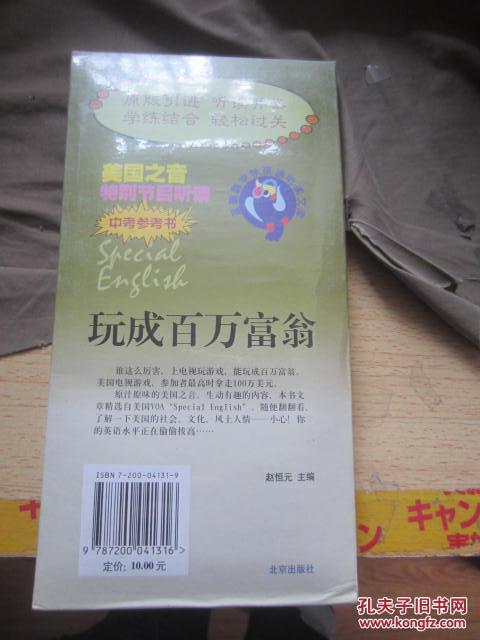 原版引进 听读并举
学练结合 轻松过关
美国之音
特别节目听读
中考参考书
Special
English
玩成百万富翁
谁这么厉害，上电视玩游戏，能玩成百万富翁。
美国电视游戏，参加者最高时拿走100万美元。
原汁原味的美国之音，生动有趣的内容，本书文
章精选自美国VOA“Special English”，随便翻翻看，
了解一下美国的社会、文化、风土人情——小心！你
的英语水平正在偷偷拔高……
ISBN 7-200-04131-9
赵恒元 主编
9 787200 041316 >
定价：10.00 元
北京出版社
キャン
孔夫子旧书网